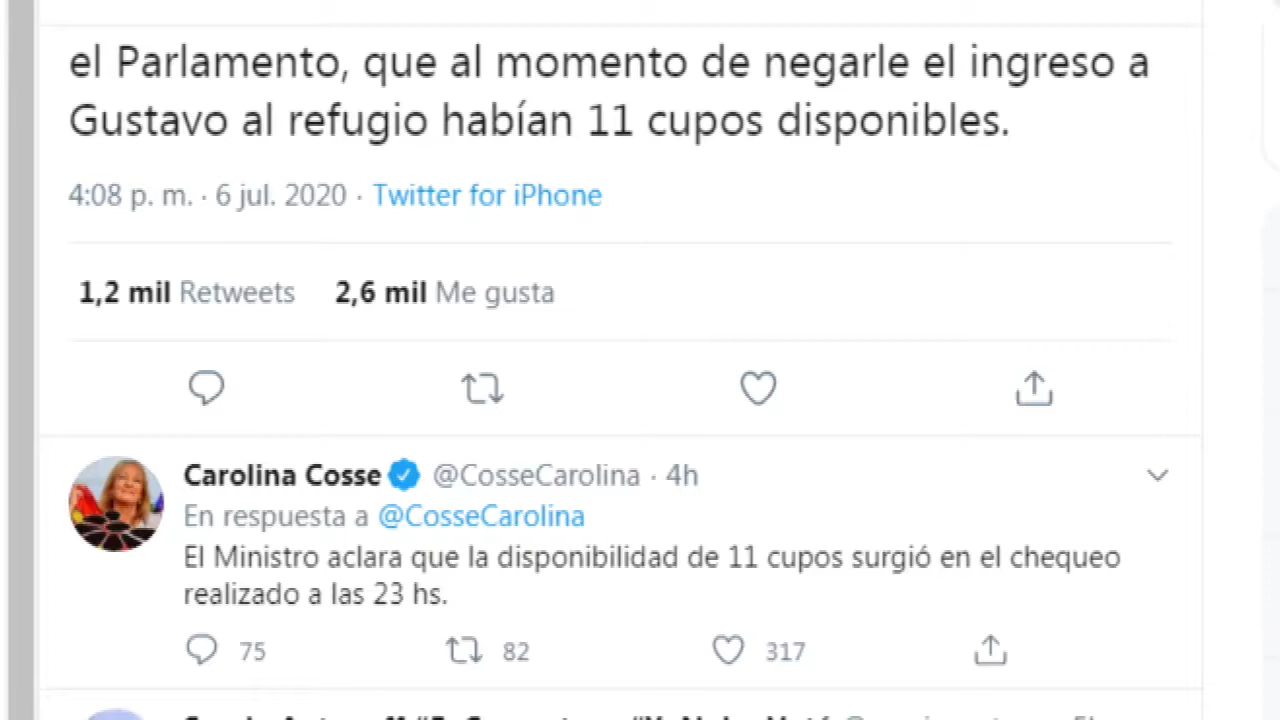 el Parlamento, que al momento de negarle el ingreso a
Gustavo al refugio habían 11 cupos disponibles.
4:08 p. m. · 6 jul. 2020 · Twitter for iPhone
1,2 mil Retweets 2,6 mil Me gusta
Carolina Cosse @CosseCarolina · 4h
En respuesta a @CosseCarolina
El Ministro aclara que la disponibilidad de 11 cupos surgió en el chequeo
realizado a las 23 hs.
75 82 317